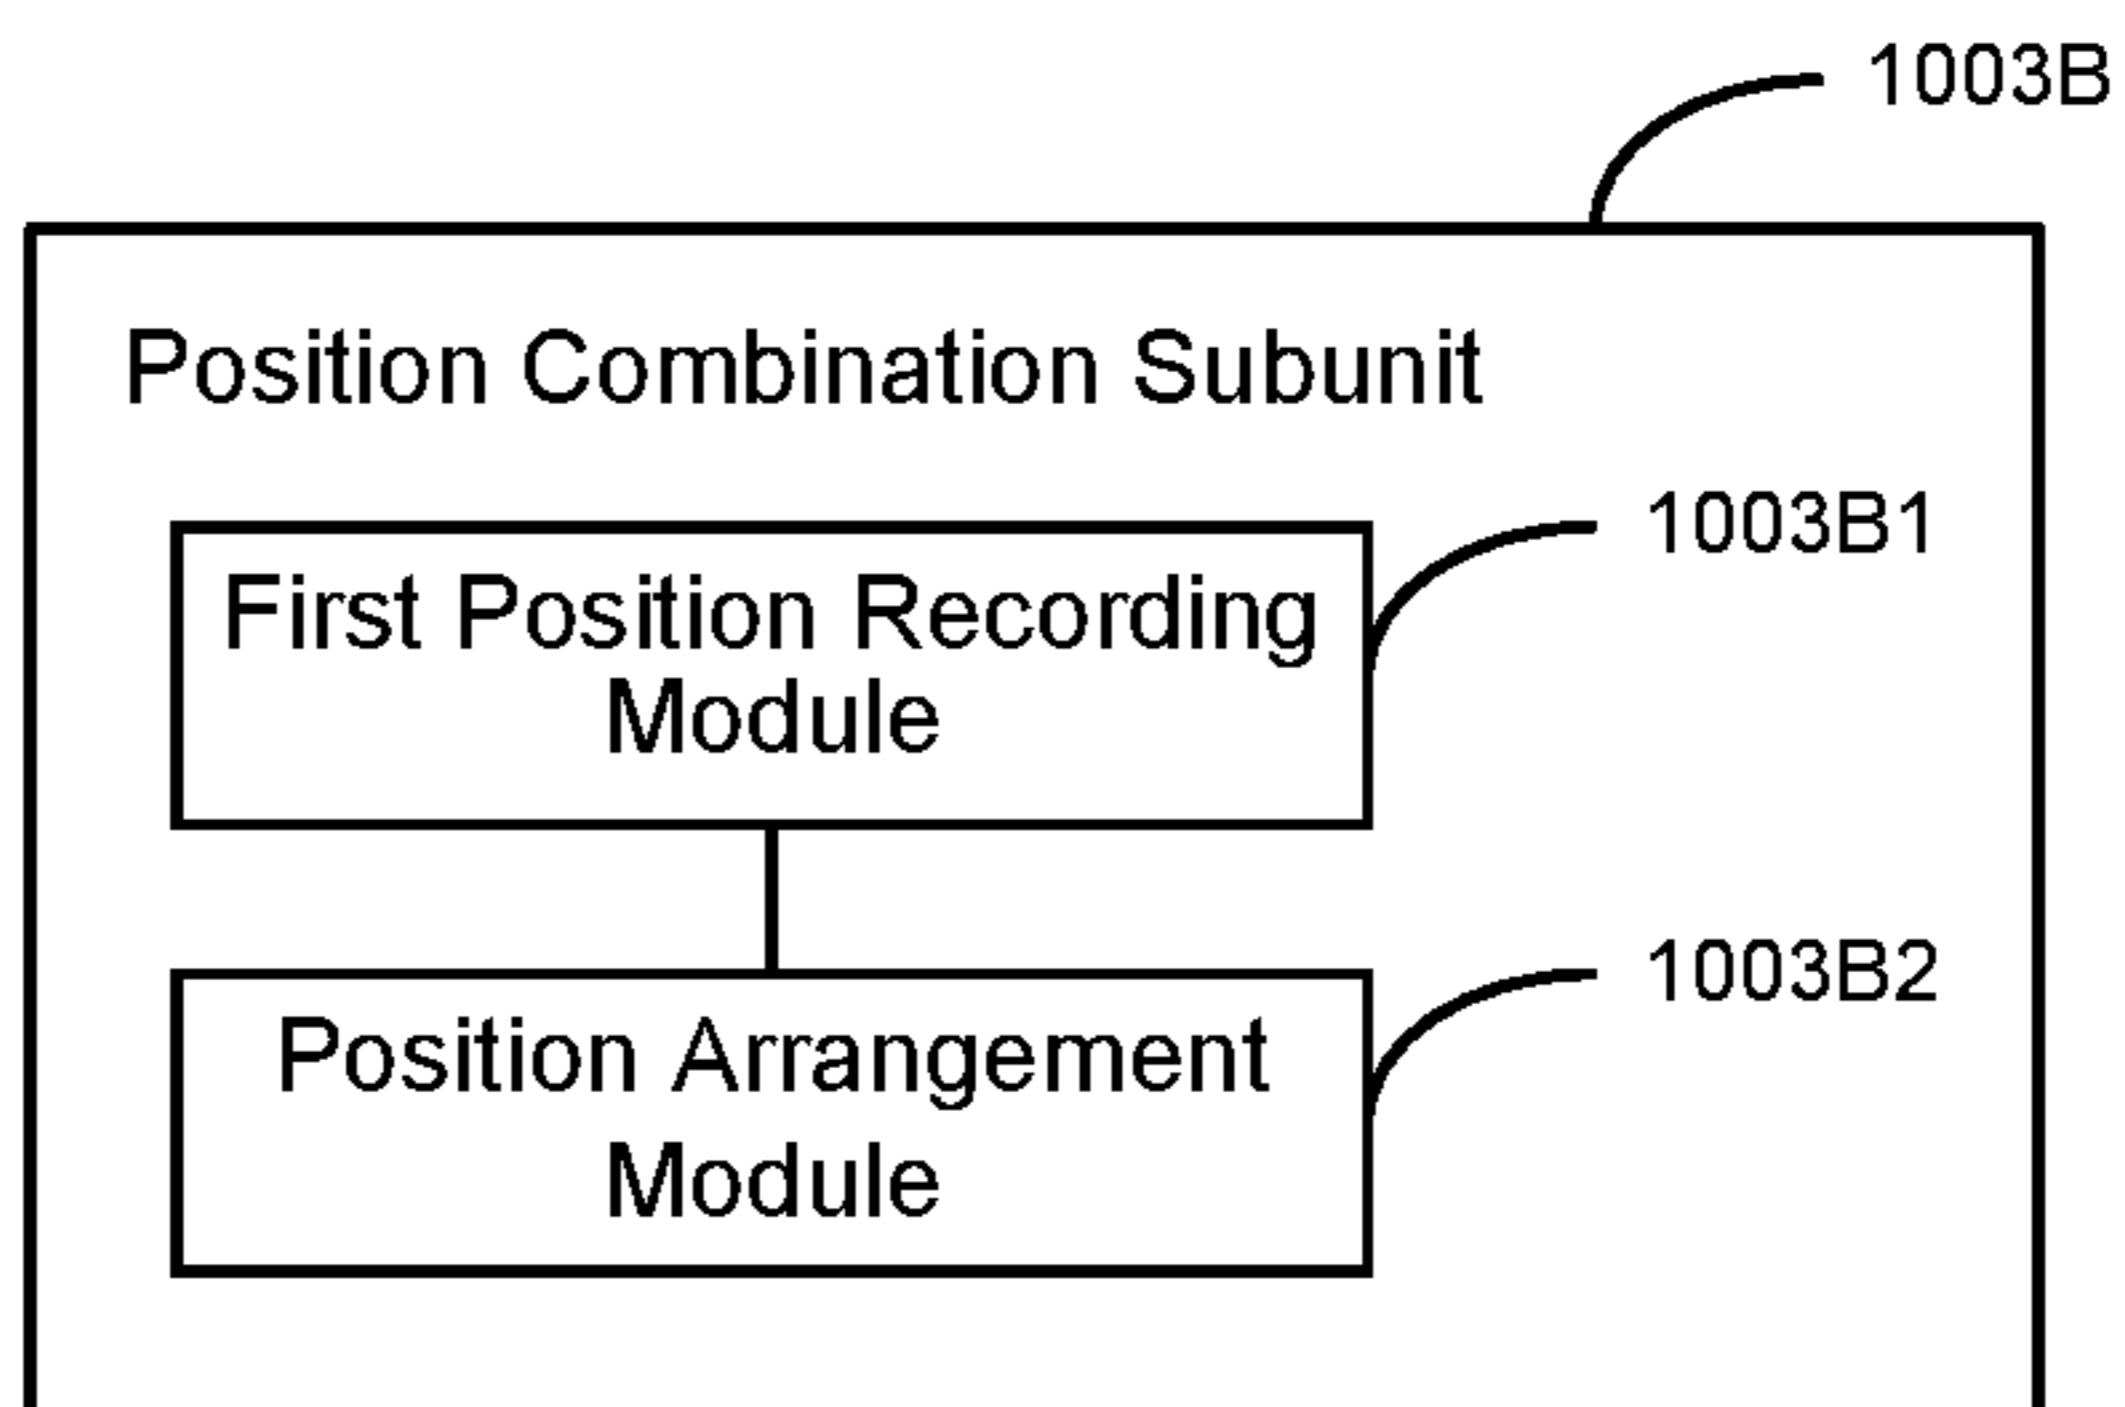 1003B
Position Combination Subunit
1003B1
First Position Recording
Module
1003B2
Position Arrangement
Module